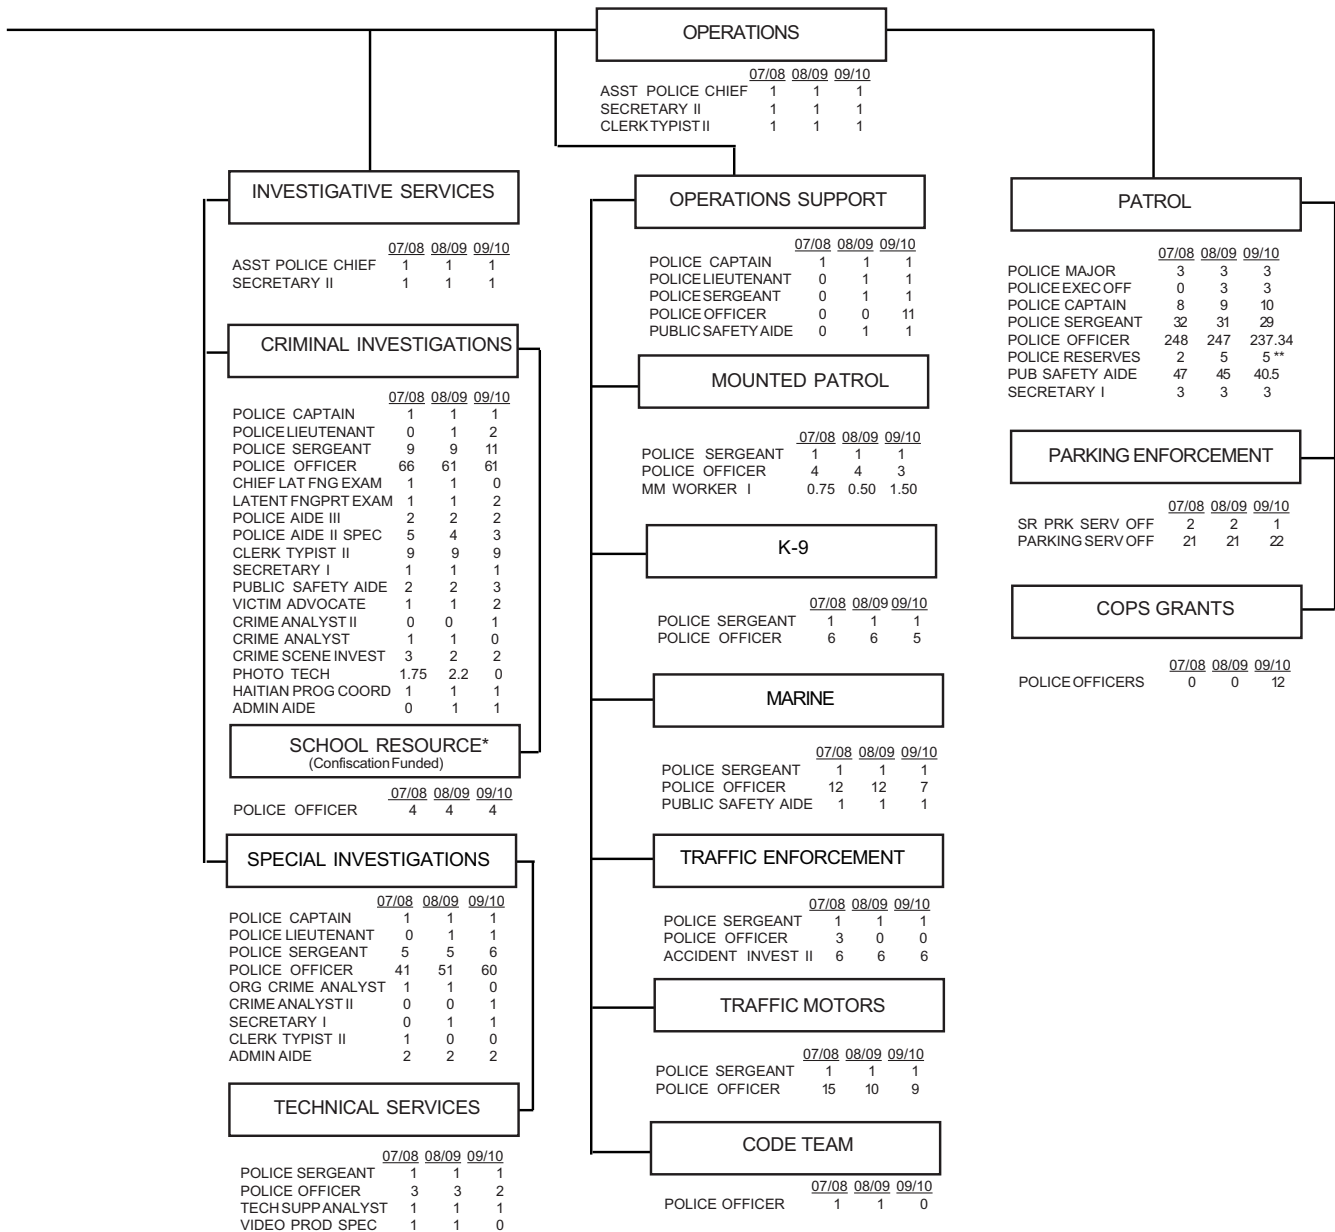 OPERATIONS
07/08 08/09 09/10
ASST POLICE CHIEF 1 1 1
SECRETARY II 1 1 1
CLERK TYPIST II 1 1 1
INVESTIGATIVE SERVICES
07/08 08/09 09/10
ASST POLICE CHIEF 1 1 1
SECRETARY II 1 1 1
CRIMINAL INVESTIGATIONS
07/08 08/09 09/10
POLICE CAPTAIN 1 1 1
POLICE LIEUTENANT 0 1 2
POLICE SERGEANT 9 9 11
POLICE OFFICER 66 61 61
CHIEF LAT FNG EXAM 1 1 0
LATENT FNGPRT EXAM 1 1 2
POLICE AIDE III 2 2 2
POLICE AIDE II SPEC 5 4 3
CLERK TYPIST II 9 9 9
SECRETARY I 1 1 1
PUBLIC SAFETY AIDE 2 2 3
VICTIM ADVOCATE 1 1 2
CRIME ANALYST II 0 0 1
CRIME ANALYST 1 1 0
CRIME SCENE INVEST 3 2 2
PHOTO TECH 1.75 2.2 0
HAITIAN PROG COORD 1 1 1
ADMIN AIDE 0 1 1
SCHOOL RESOURCE*
(Confiscation Funded)
07/08 08/09 09/10
POLICE OFFICER 4 4 4
SPECIAL INVESTIGATIONS
07/08 08/09 09/10
POLICE CAPTAIN 1 1 1
POLICE LIEUTENANT 0 1 1
POLICE SERGEANT 5 5 6
POLICE OFFICER 41 51 60
ORG CRIME ANALYST 1 1 0
CRIME ANALYST II 0 0 1
SECRETARY I 0 1 1
CLERK TYPIST II 1 0 0
ADMIN AIDE 2 2 2
TECHNICAL SERVICES
07/08 08/09 09/10
POLICE SERGEANT 1 1 1
POLICE OFFICER 3 3 2
TECH SUPP ANALYST 1 1 1
VIDEO PROD SPEC 1 1 0
OPERATIONS SUPPORT
07/08 08/09 09/10
POLICE CAPTAIN 1 1 1
POLICE LIEUTENANT 0 1 1
POLICE SERGEANT 0 1 1
POLICE OFFICER 0 0 11
PUBLIC SAFETY AIDE 0 1 1
MOUNTED PATROL
07/08 08/09 09/10
POLICE SERGEANT 1 1 1
POLICE OFFICER 4 4 3
MM WORKER I 0.75 0.50 1.50
K-9
07/08 08/09 09/10
POLICE SERGEANT 1 1 1
POLICE OFFICER 6 6 5
MARINE
07/08 08/09 09/10
POLICE SERGEANT 1 1 1
POLICE OFFICER 12 12 7
PUBLIC SAFETY AIDE 1 1 1
TRAFFIC ENFORCEMENT
07/08 08/09 09/10
POLICE SERGEANT 1 1 1
POLICE OFFICER 3 0 0
ACCIDENT INVEST II 6 6 6
TRAFFIC MOTORS
07/08 08/09 09/10
POLICE SERGEANT 1 1 1
POLICE OFFICER 15 10 9
CODE TEAM
07/08 08/09 09/10
POLICE OFFICER 1 1 0
PATROL
07/08 08/09 09/10
POLICE MAJOR 3 3 3
POLICE EXEC OFF 0 3 3
POLICE CAPTAIN 8 9 10
POLICE SERGEANT 32 31 29
POLICE OFFICER 248 247 237.34
POLICE RESERVES 2 5 5 **
PUB SAFETY AIDE 47 45 40.5
SECRETARY I 3 3 3
PARKING ENFORCEMENT
07/08 08/09 09/10
SR PRK SERV OFF 2 2 1
PARKING SERV OFF 21 21 22
COPS GRANTS
07/08 08/09 09/10
POLICE OFFICERS 0 0 12